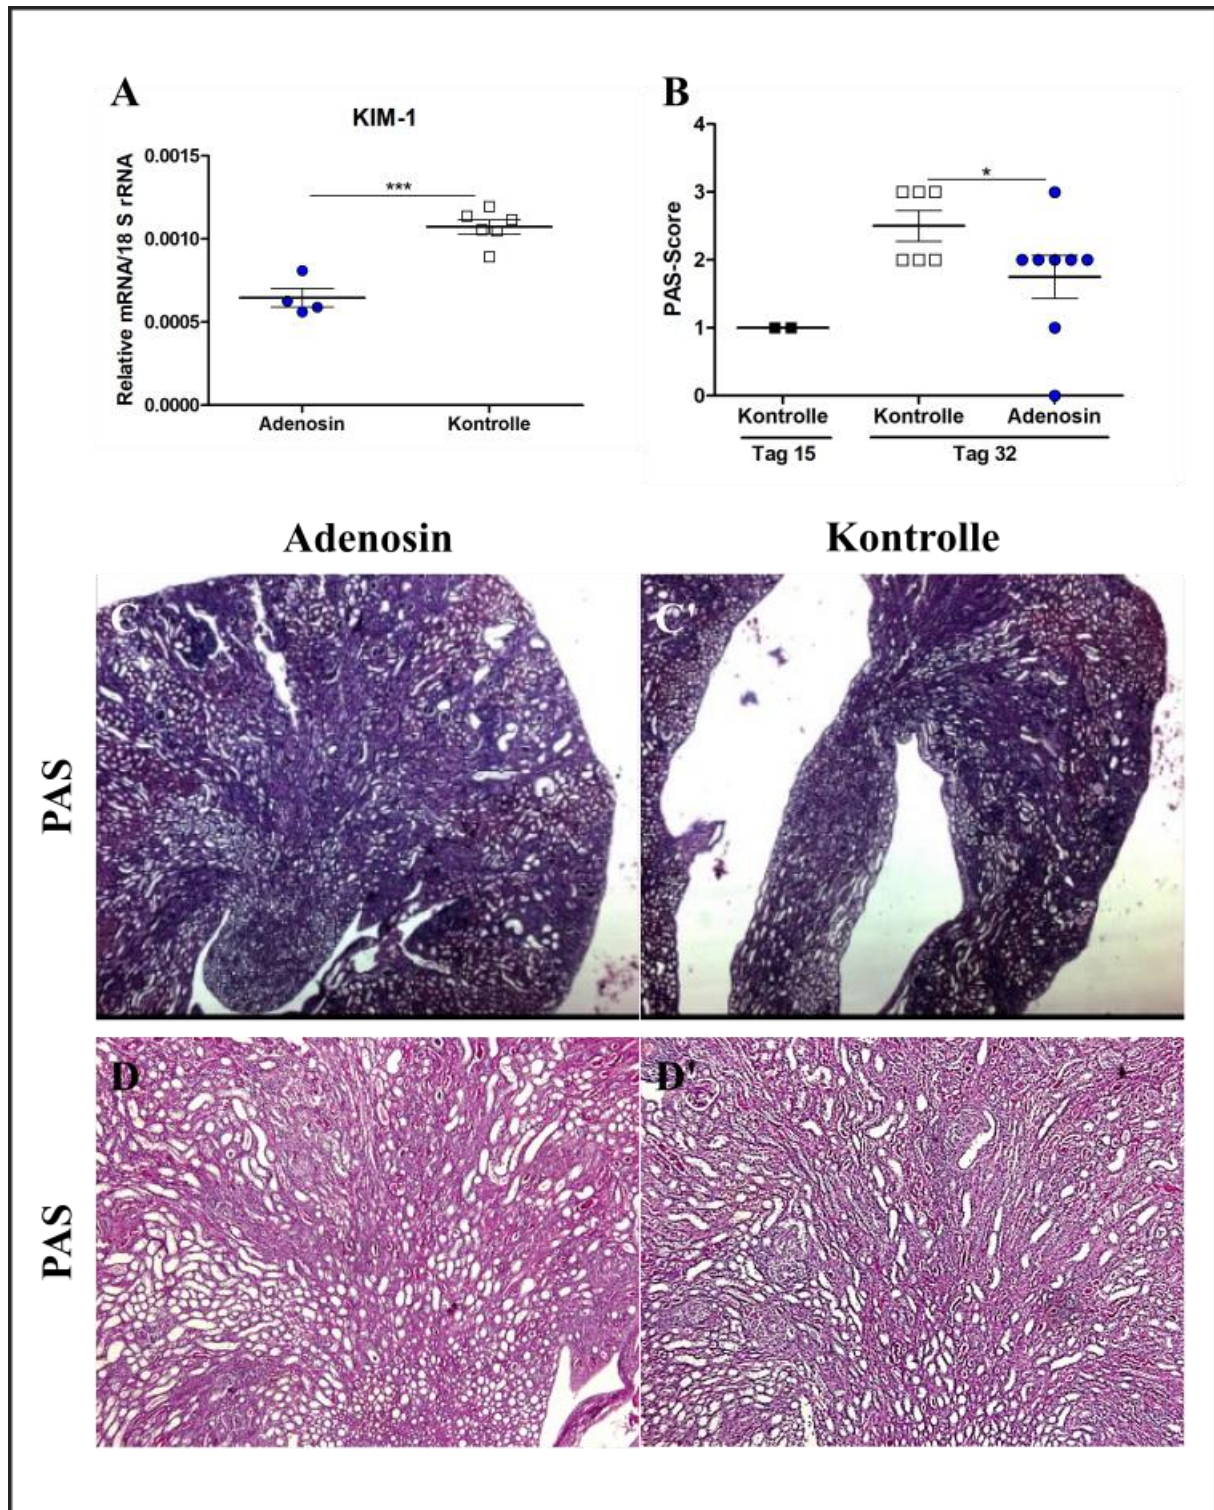 A
KIM-1
Relative mRNA/18 S rRNA
0.0015
0.0010
0.0005
0.0000
***
Adenosin
Kontrolle
B
PAS-Score
4
3
2
1
0
*
Kontrolle
Kontrolle
Adenosin
Tag 15
Tag 32
Adenosin
Kontrolle
PAS
C
C'
PAS
D
D'